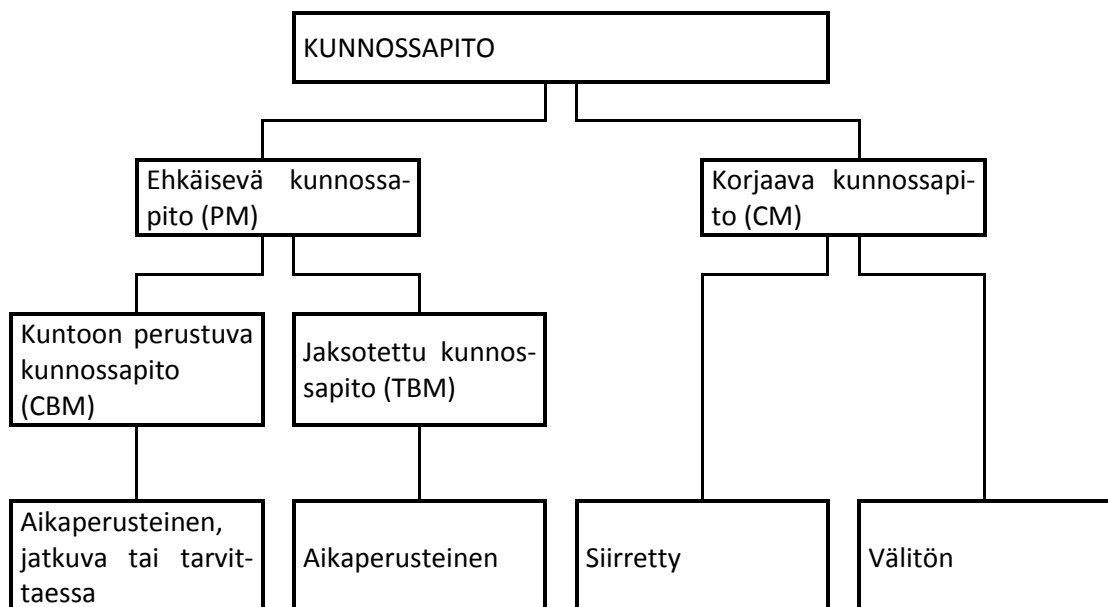 KUNNOSSAPITO
Ehkäisevä kunnossa-
pito (PM)
Korjaava kunnossapi-
to (CM)
Kuntoon perustuva
kunnossapito
(CBM)
Jaksotettu kunnos-
sapito (TBM)
Aikaperusteinen,
jatkuva tai tarvit-
taessa
Aikaperusteinen
Siirretty
Välitön